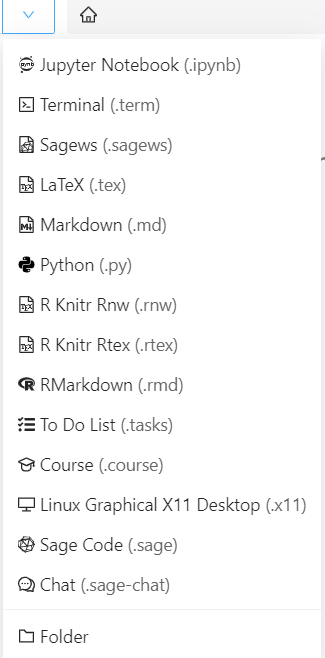 Jupyter Notebook (.ipynb)
Terminal (.term)
Sagews (.sagews)
LaTeX (.tex)
Markdown (.md)
Python (.py)
R Knitr Rnw (.rnw)
R Knitr Rtex (.rtex)
RMarkdown (.rmd)
To Do List (.tasks)
Course (.course)
Linux Graphical X11 Desktop (.x11)
Sage Code (.sage)
Chat (.sage-chat)
Folder